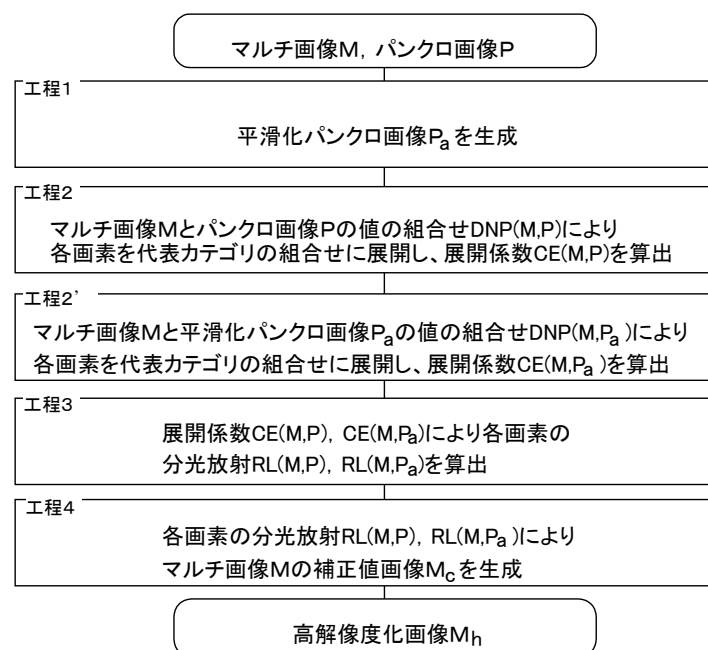 マルチ画像M, パンクロ画像P
工程1
平滑化パンクロ画像Paを生成
工程2
マルチ画像Mとパンクロ画像Pの値の組合せDNP(M,P)により
各画素を代表カテゴリの組合せに展開し、展開係数CE(M,P)を算出
工程2'
マルチ画像Mと平滑化パンクロ画像Paの値の組合せDNP(M,Pa)により
各画素を代表カテゴリの組合せに展開し、展開係数CE(M,Pa)を算出
工程3
展開係数CE(M,P), CE(M,Pa)により各画素の
分光放射RL(M,P), RL(M,Pa)を算出
工程4
各画素の分光放射RL(M,P), RL(M,Pa)により
マルチ画像Mの補正値画像Mcを生成
高解像度化画像Mh